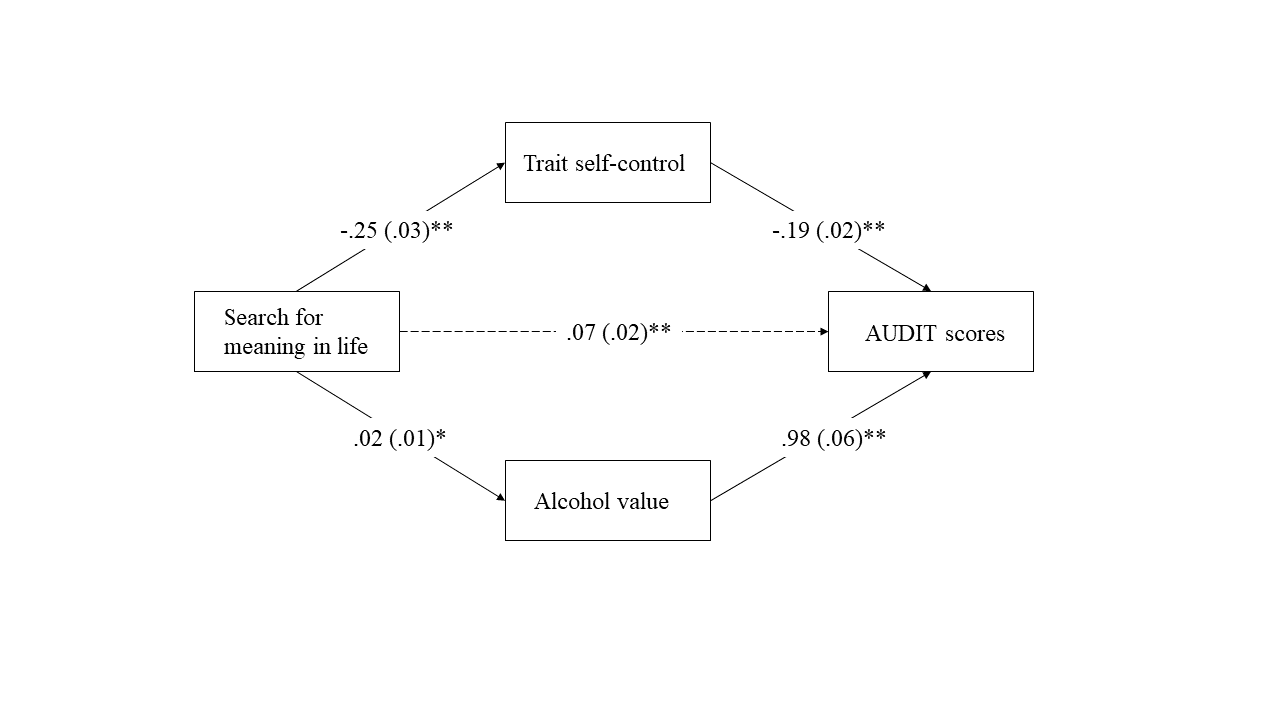 Trait self-control
-.25 (.03)**
-.19 (.02)**
Search for
meaning in life
.07 (.02)**
AUDIT scores
.02 (.01)*
.98 (.06)**
Alcohol value